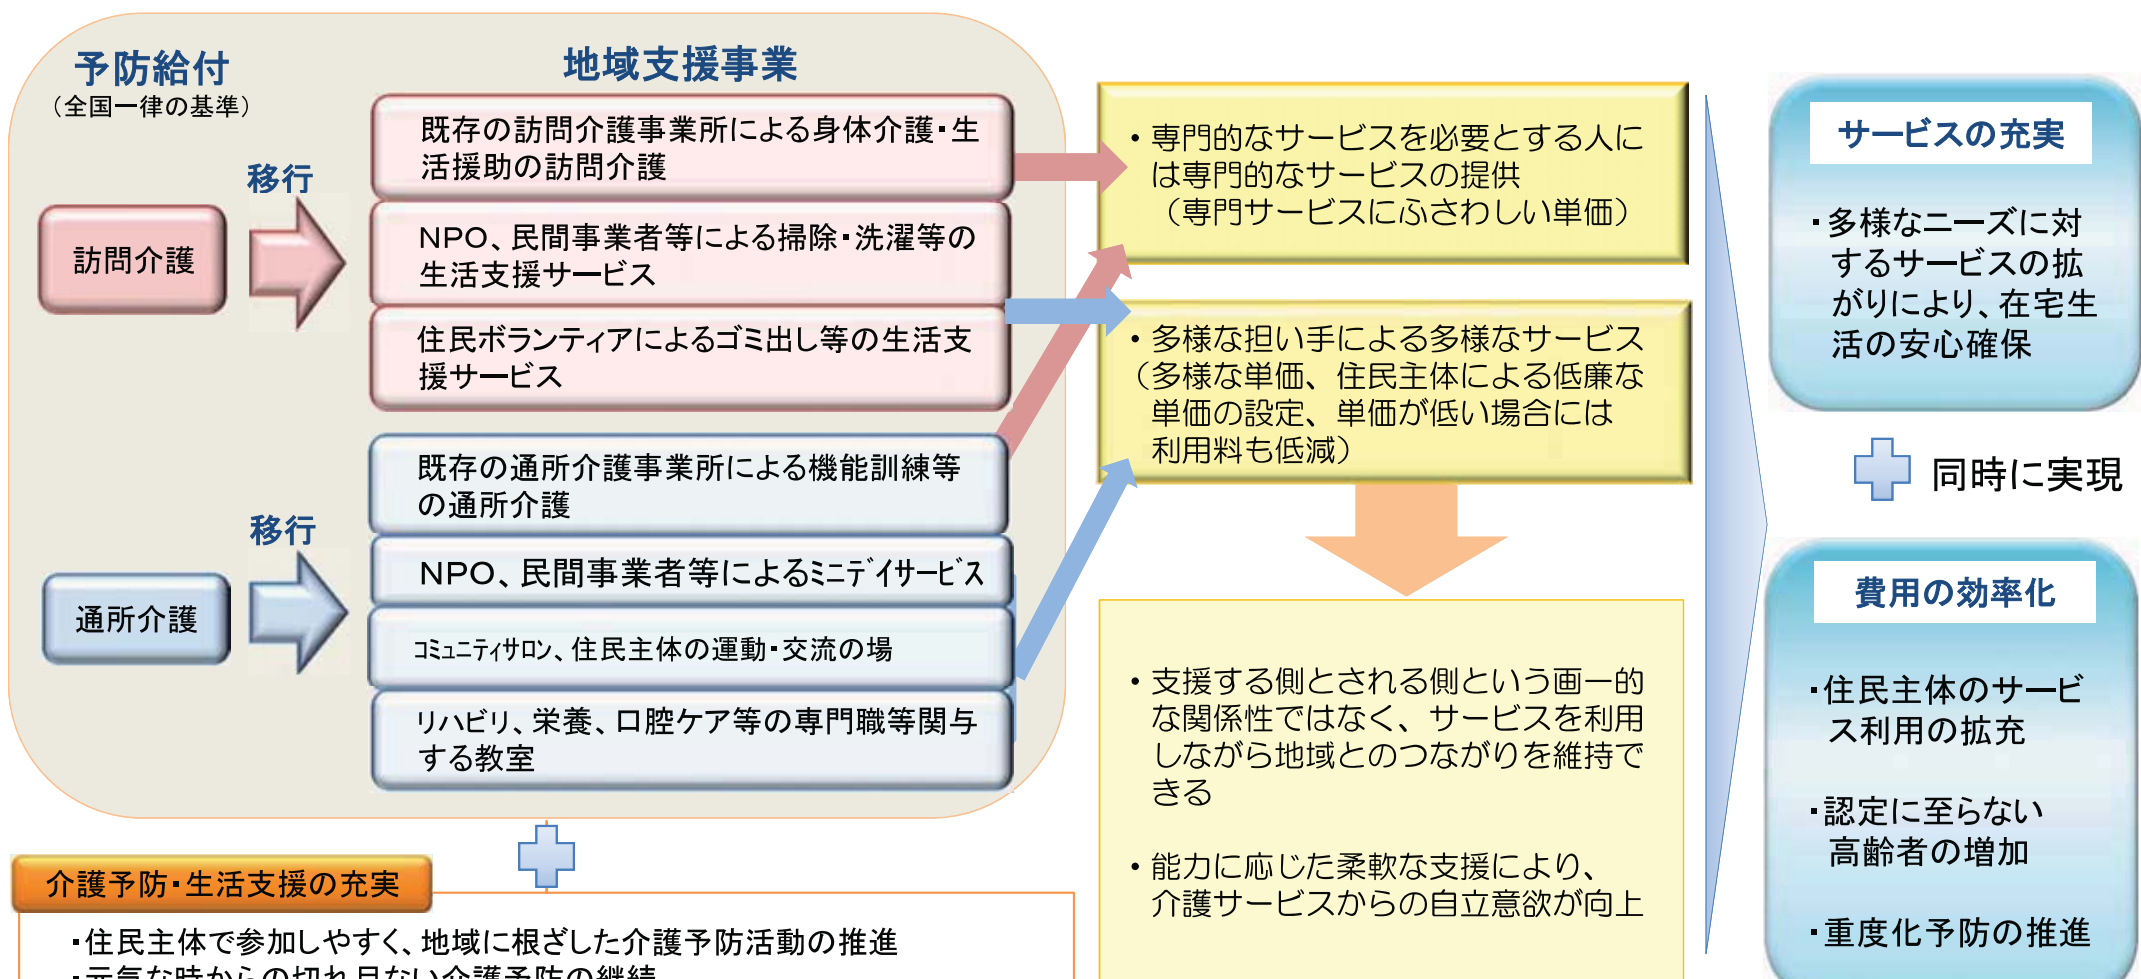 予防給付
（全国一律の基準）
地域支援事業
移行
訪問介護
既存の訪問介護事業所による身体介護・生
活援助の訪問介護
NPO、民間事業者等による掃除・洗濯等の
生活支援サービス
住民ボランティアによるゴミ出し等の生活支
援サービス
移行
通所介護
既存の通所介護事業所による機能訓練等
の通所介護
NPO、民間事業者等によるミニデイサービス
コミュニティサロン、住民主体の運動・交流の場
リハビリ、栄養、口腔ケア等の専門職等関与
する教室
・専門的なサービスを必要とする人に
は専門的なサービスの提供
（専門サービスにふさわしい単価）
・多様な担い手による多様なサービス
（多様な単価、住民主体による低廉な
単価の設定、単価が低い場合には
利用料も低減）
・支援する側とされる側という画一的
な関係性ではなく、サービスを利用
しながら地域とのつながりを維持で
きる
・能力に応じた柔軟な支援により、
介護サービスからの自立意欲が向上
サービスの充実
・多様なニーズに対
するサービスの拡
がりにより、在宅生
活の安心確保
同時に実現
費用の効率化
・住民主体のサービ
ス利用の拡充
・認定に至らない
高齢者の増加
・重度化予防の推進
介護予防・生活支援の充実
・住民主体で参加しやすく、地域に根ざした介護予防活動の推進
・元気な時からの切れ目ない介護予防の継続